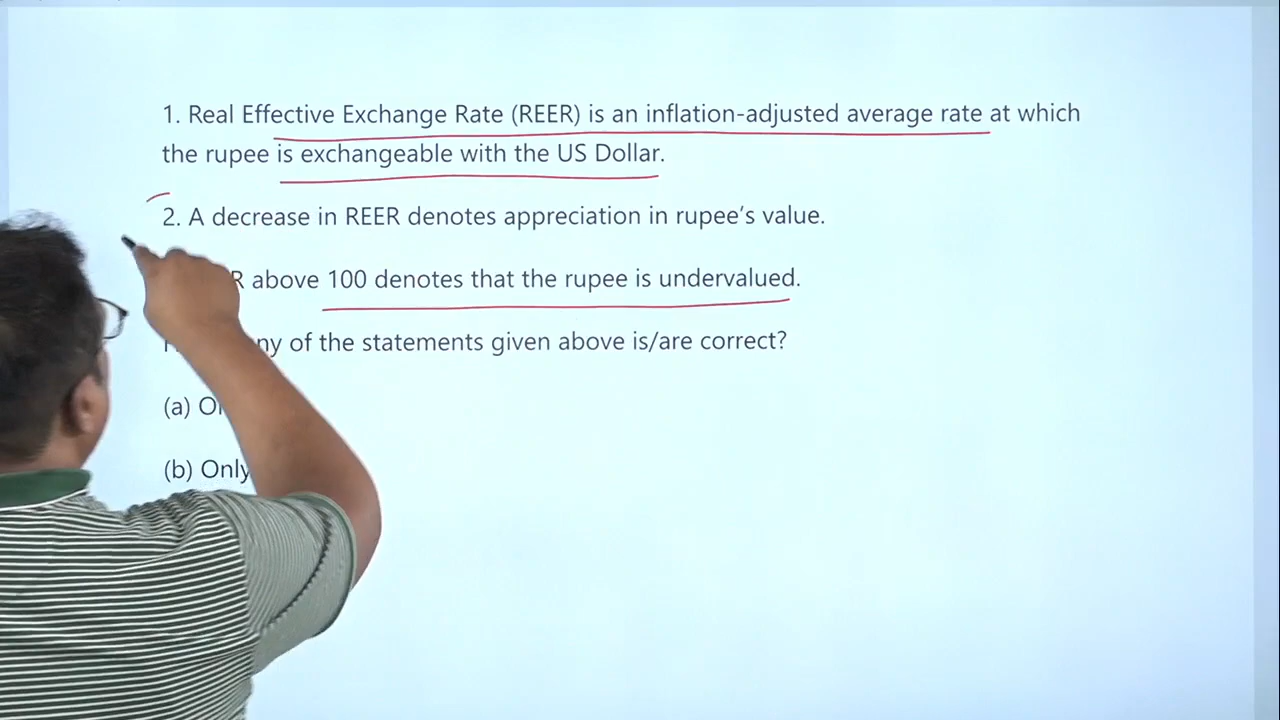 1. Real Effective Exchange Rate (REER) is an inflation-adjusted average rate at which
the rupee is exchangeable with the US Dollar.
2. A decrease in REER denotes appreciation in rupee's value.
above 100 denotes that the rupee is undervalued.
of the statements given above is/are correct?
(a)
(b) Only